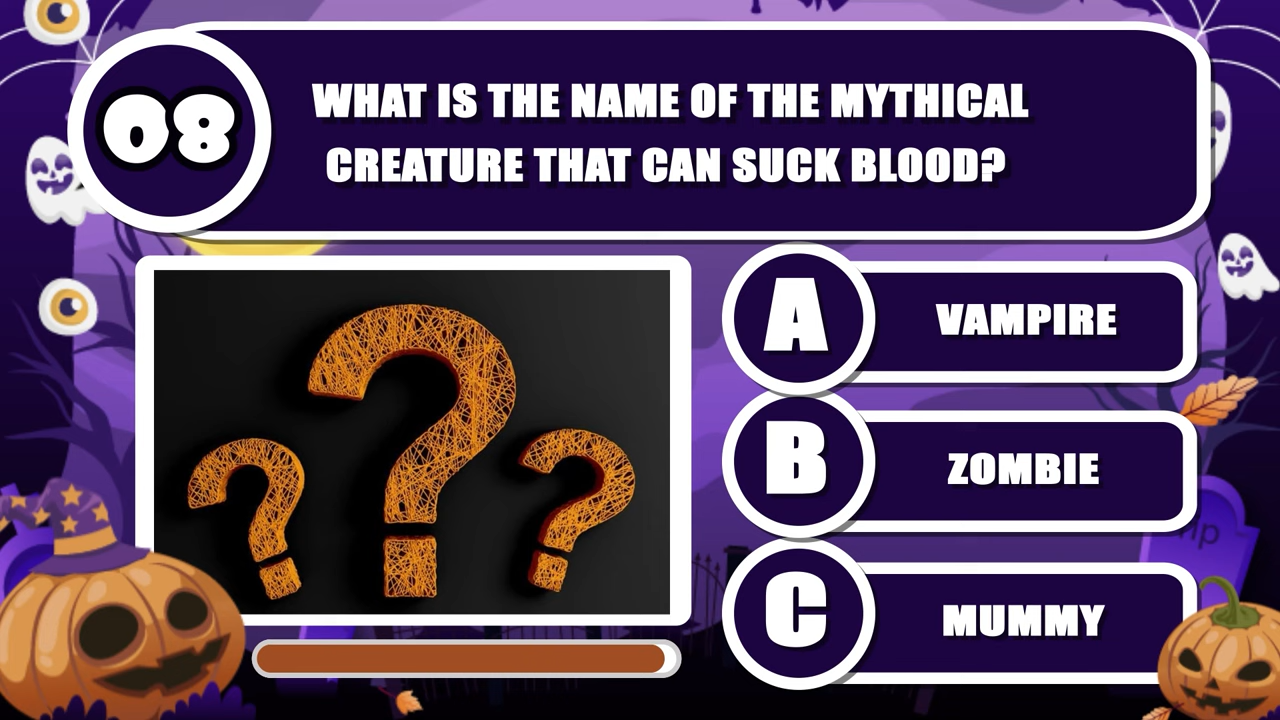 08
WHAT IS THE NAME OF THE MYTHICAL
CREATURE THAT CAN SUCK BLOOD?
A
VAMPIRE
B
ZOMBIE
C
MUMMY